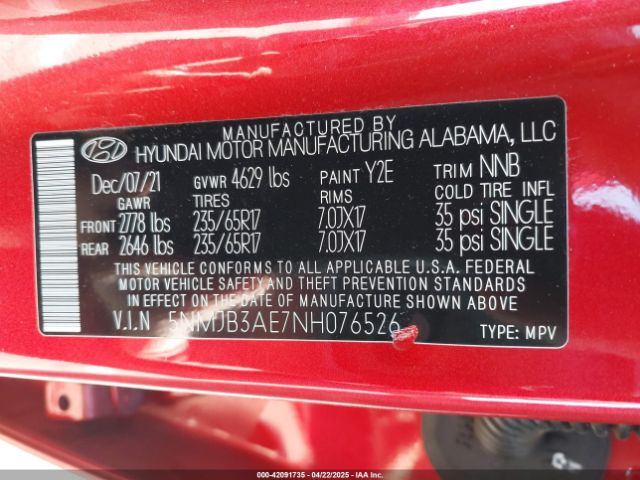 MANUFACTURED BY
HYUNDAI MOTOR MANUFACTURING ALABAMA, LLC
Dec/07/21 GVWR 4629 lbs PAINT Y2E TRIM NNB
GAWR TIRES RIMS COLD TIRE INFL
FRONT 2778 lbs 235/65R17 7.0JX17 35 psi SINGLE
REAR 2646 lbs 235/65R17 7.0JX17 35 psi SINGLE
THIS VEHICLE CONFORMS TO ALL APPLICABLE U.S.A. FEDERAL
MOTOR VEHICLE SAFETY AND THEFT PREVENTION STANDARDS
IN EFFECT ON THE DATE OF MANUFACTURE SHOWN ABOVE.
V.I.N 5NMJB3AE7NH076526 TYPE: MPV
000-42091735 - 04/22/2025 - COPYRIGHT IAA, LLC.